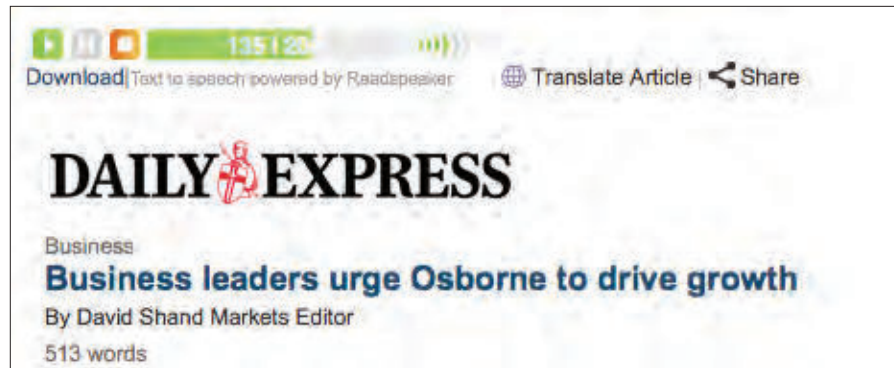 Download|Text to speech powered by Readspeaker Translate Article Share
DAILY EXPRESS
Business
Business leaders urge Osborne to drive growth
By David Shand Markets Editor
513 words